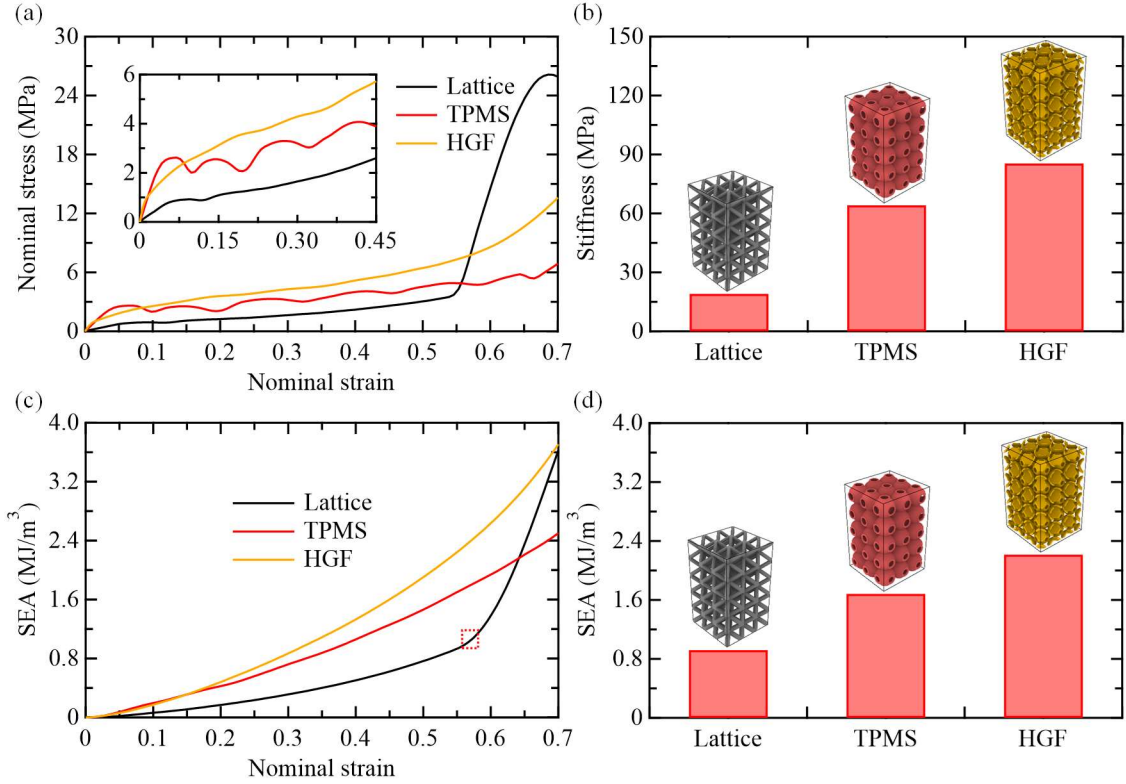 (a)
Nominal stress (MPa)
30
24
18
12
6
0
0
0.1
0.2
0.3
0.4
0.5
0.6
0.7
Nominal strain
6
4
2
0
0
0.15
0.30
0.45
Lattice
TPMS
HGF
(b)
Stiffness (MPa)
150
120
90
60
30
0
Lattice
TPMS
HGF
(c)
SEA (MJ/m³)
4.0
3.2
2.4
1.6
0.8
0
0
0.1
0.2
0.3
0.4
0.5
0.6
0.7
Nominal strain
Lattice
TPMS
HGF
(d)
SEA (MJ/m³)
4.0
3.2
2.4
1.6
0.8
0
Lattice
TPMS
HGF